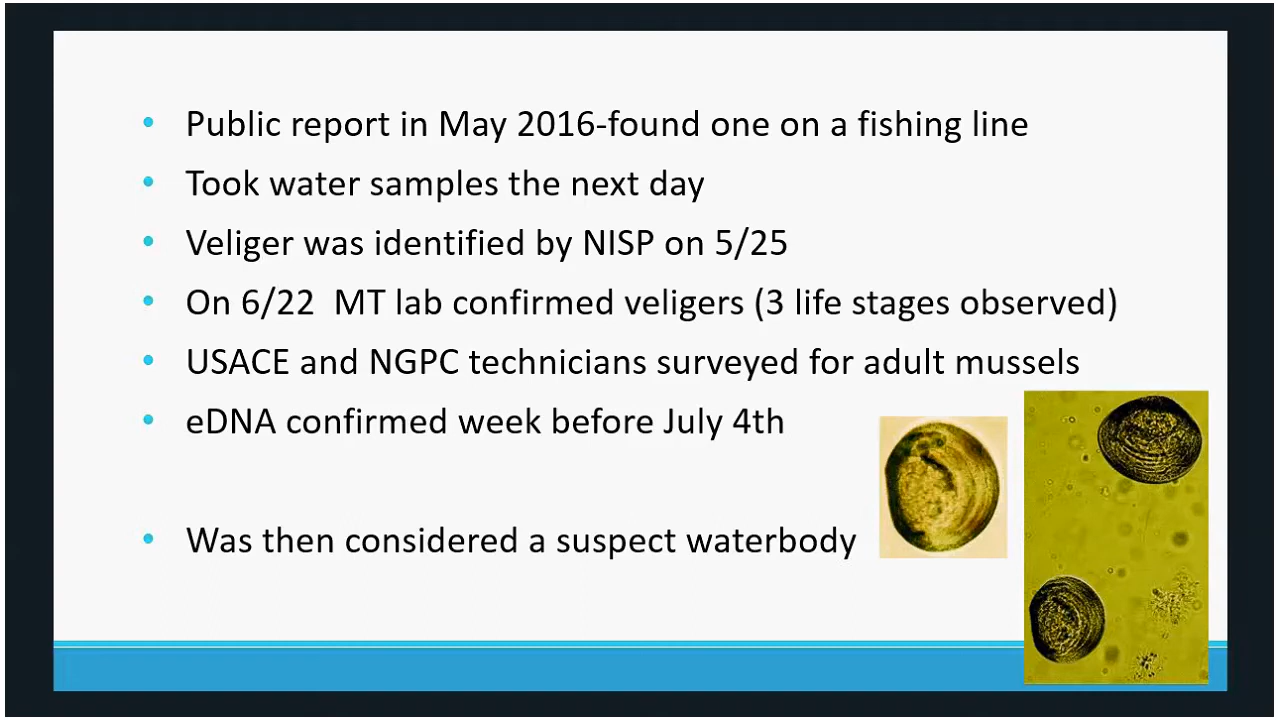 • Public report in May 2016-found one on a fishing line
• Took water samples the next day
• Veliger was identified by NISP on 5/25
• On 6/22  MT lab confirmed veligers (3 life stages observed)
• USACE and NGPC technicians surveyed for adult mussels
• eDNA confirmed week before July 4th
• Was then considered a suspect waterbody